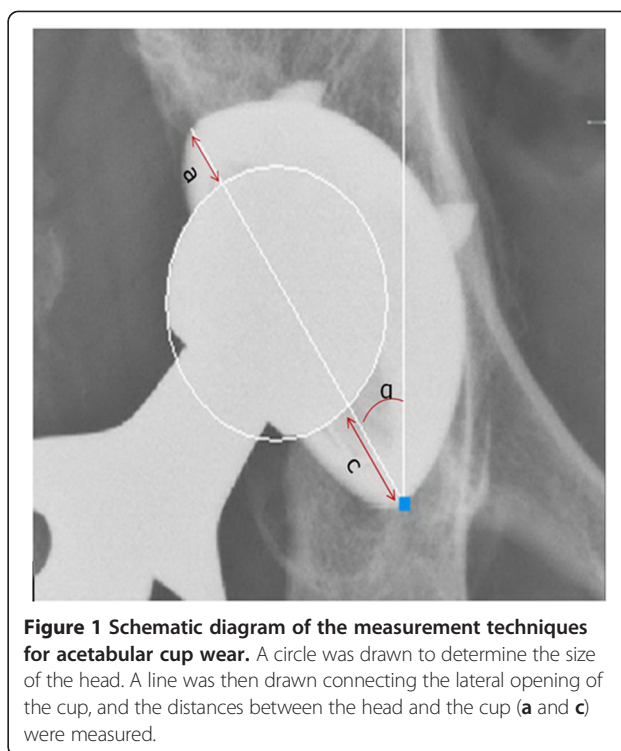 a
ɑ
c
Figure 1 Schematic diagram of the measurement techniques
for acetabular cup wear. A circle was drawn to determine the size
of the head. A line was then drawn connecting the lateral opening of
the cup, and the distances between the head and the cup (a and c)
were measured.